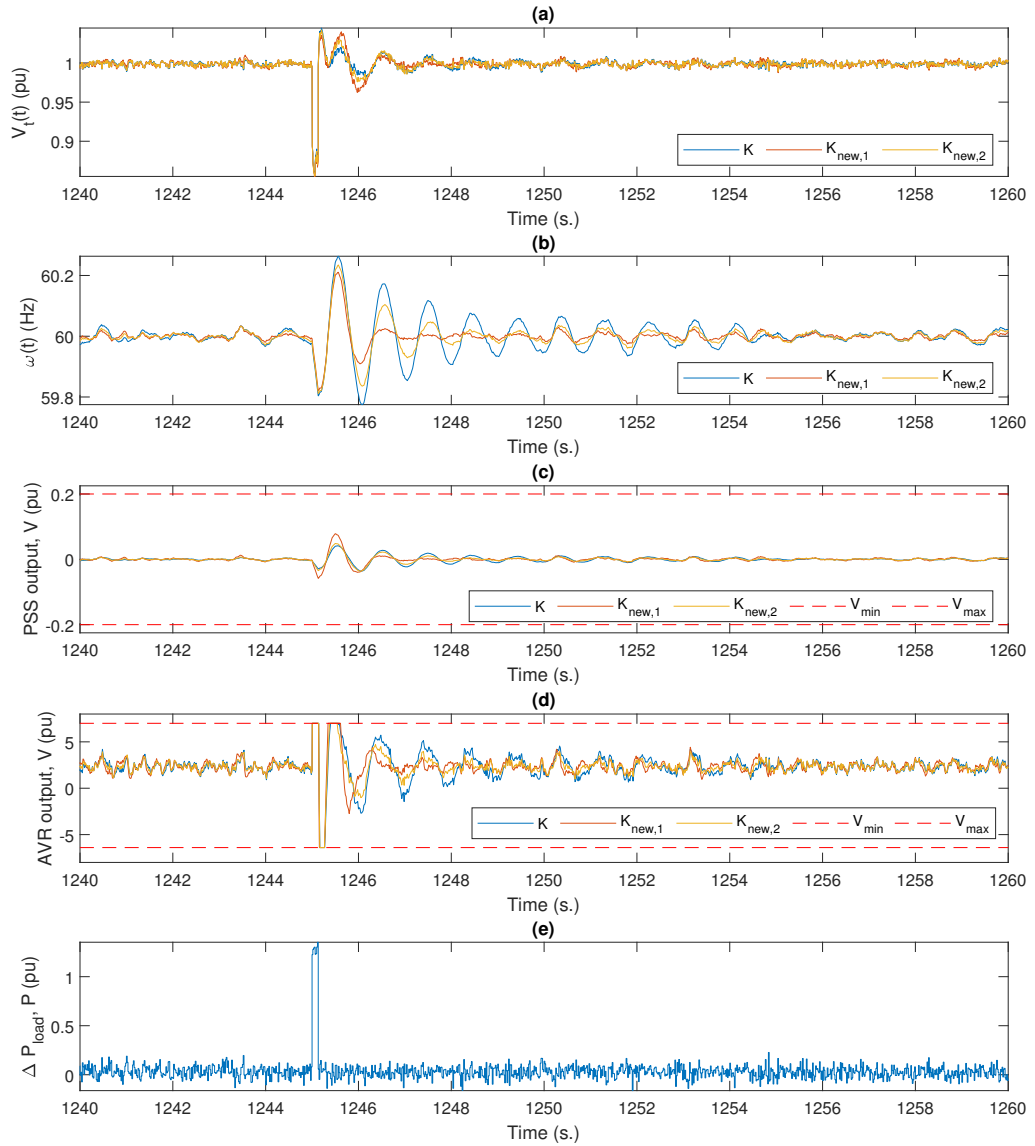 (a)
V_t(t) (pu)
1
0.95
0.9
K K_new,1 K_new,2
1240 1242 1244 1246 1248 1250 1252 1254 1256 1258 1260
Time (s.)
(b)
ω(t) (Hz)
60.2
60
59.8
K K_new,1 K_new,2
1240 1242 1244 1246 1248 1250 1252 1254 1256 1258 1260
Time (s.)
(c)
PSS output, V (pu)
0.2
0
-0.2
K K_new,1 K_new,2 V_min V_max
1240 1242 1244 1246 1248 1250 1252 1254 1256 1258 1260
Time (s.)
(d)
AVR output, V (pu)
5
0
-5
K K_new,1 K_new,2 V_min V_max
1240 1242 1244 1246 1248 1250 1252 1254 1256 1258 1260
Time (s.)
(e)
Δ P_load, P (pu)
1
0.5
0
1240 1242 1244 1246 1248 1250 1252 1254 1256 1258 1260
Time (s.)